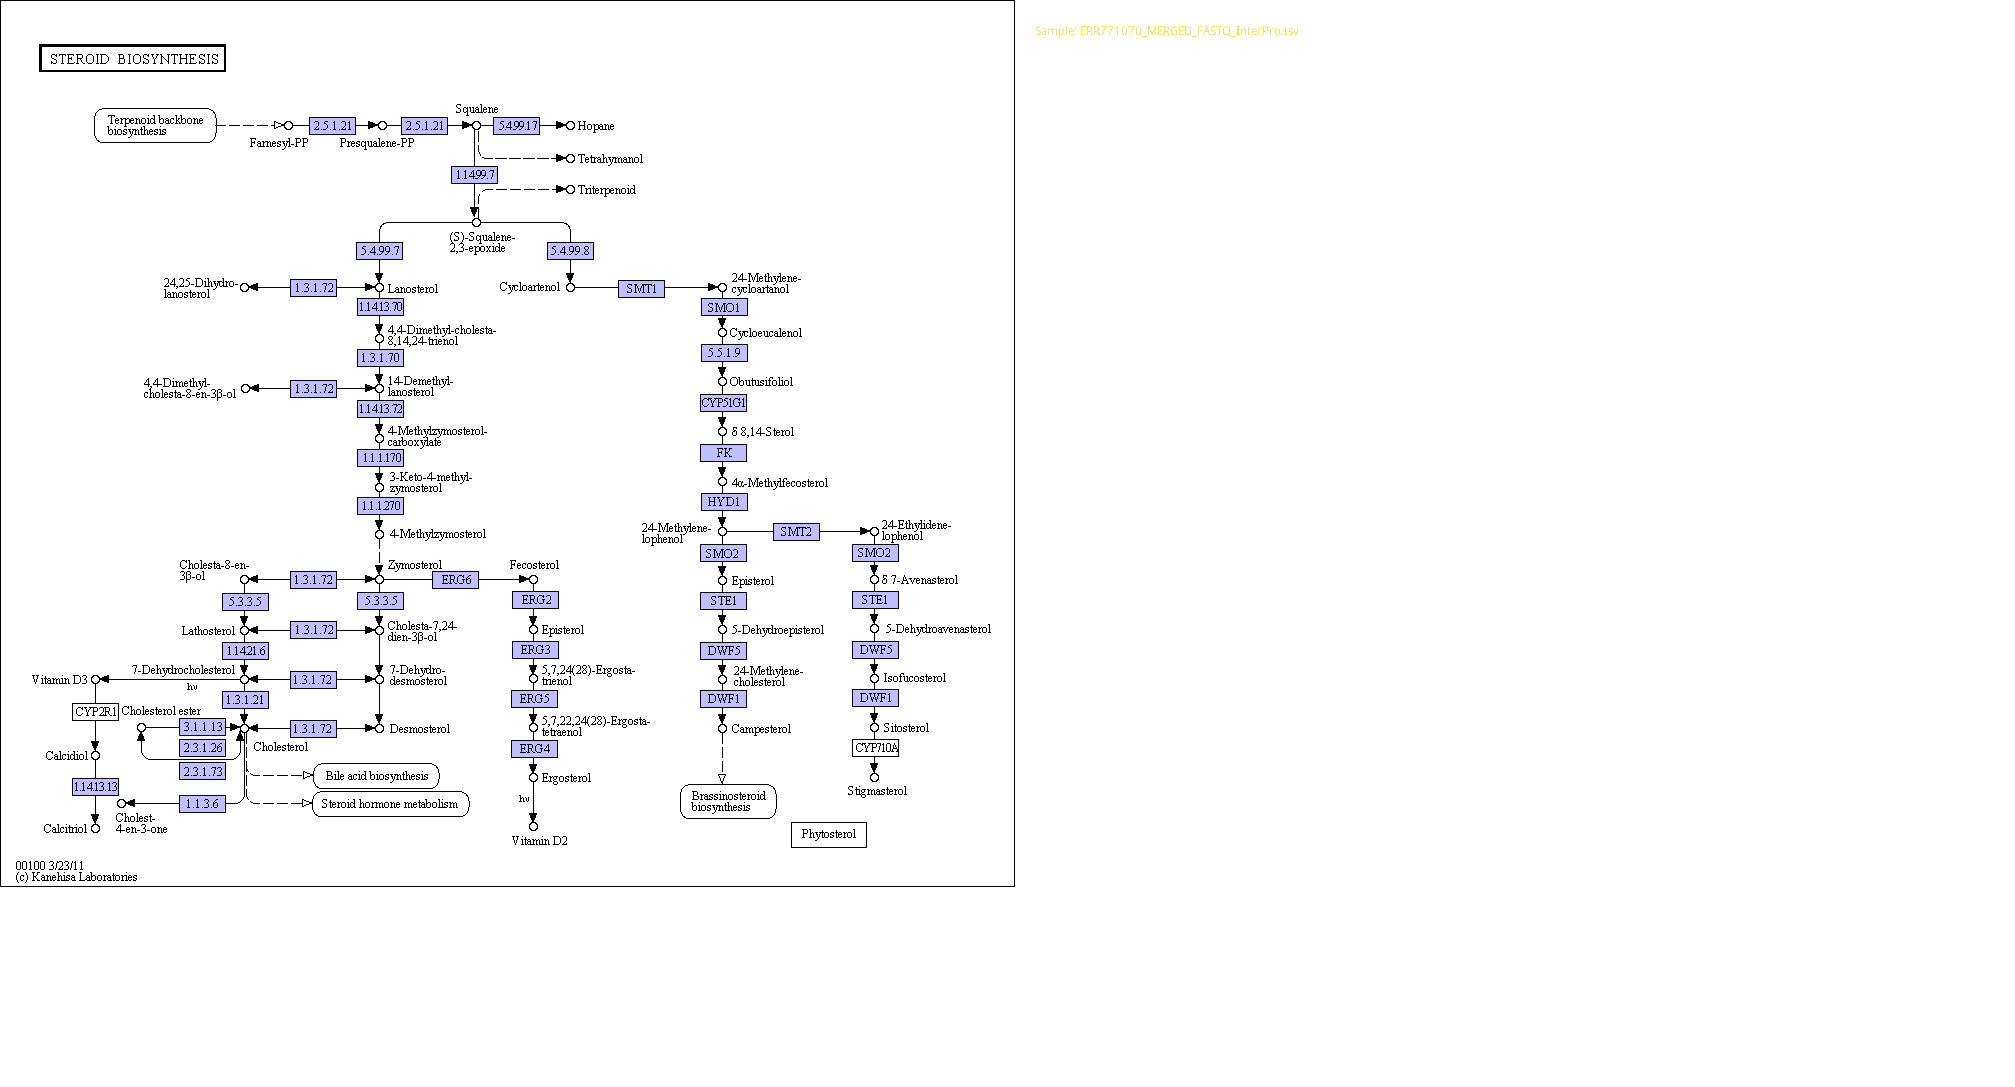 Sample: ERR771070_MERGED_FASTQ_InterPro.tsv
STEROID BIOSYNTHESIS
Squalene
Terpenoid backbone
biosynthesis
2.5.1.21
2.5.1.21
5.4.99.17
Hopane
Farnesyl-PP
Presqualene-PP
Tetrahymanol
1.14.99.7
Triterpenoid
(S)-Squalene-
2,3-epoxide
5.4.99.7
5.4.99.8
24,25-Dihydro-
lanosterol
1.3.1.72
Lanosterol
Cycloartenol
SMT1
24-Methylene-
cycloartanol
1.14.13.70
SMO1
4,4-Dimethyl-cholesta-
8,14,24-trienol
Cycloeucalenol
1.3.1.70
5.5.1.9
4,4-Dimethyl-
cholesta-8-en-3β-ol
1.3.1.72
14-Demethyl-
lanosterol
Obtusifoliol
1.14.13.72
CYP51G1
4-Methylzymosterol-
carboxylate
δ 8,14-Sterol
1.1.1.170
FK
3-Keto-4-methyl-
zymosterol
4α-Methylfecosterol
1.1.1.270
HYD1
4-Methylzymosterol
24-Methylene-
lophenol
SMT2
24-Ethylidene-
lophenol
SMO2
SMO2
Cholesta-8-en-
3β-ol
1.3.1.72
Zymosterol
ERG6
Fecosterol
Episterol
δ 7-Avenasterol
5.3.3.5
5.3.3.5
ERG2
STE1
STE1
Lathosterol
1.3.1.72
Cholesta-7,24-
dien-3β-ol
Episterol
5-Dehydroepisterol
5-Dehydroavenasterol
1.14.21.6
ERG3
DWF5
DWF5
Vitamin D3
7-Dehydrocholesterol
hν
1.3.1.72
7-Dehydro-
desmosterol
5,7,24(28)-Ergosta-
trienol
24-Methylene-
cholesterol
Isofucosterol
1.3.1.21
ERG5
DWF1
DWF1
CYP2R1
Cholesterol ester
3.1.1.13
1.3.1.72
Desmosterol
5,7,22,24(28)-Ergosta-
tetraenol
Campesterol
Sitosterol
2.3.1.26
Cholesterol
ERG4
CYP710A
Calcidiol
2.3.1.73
Bile acid biosynthesis
Ergosterol
Stigmasterol
1.14.13.13
1.1.3.6
Steroid hormone metabolism
hν
Brassinosteroid
biosynthesis
Calcitriol
Cholest-
4-en-3-one
Vitamin D2
Phytosterol
00100 3/23/11
(c) Kanehisa Laboratories